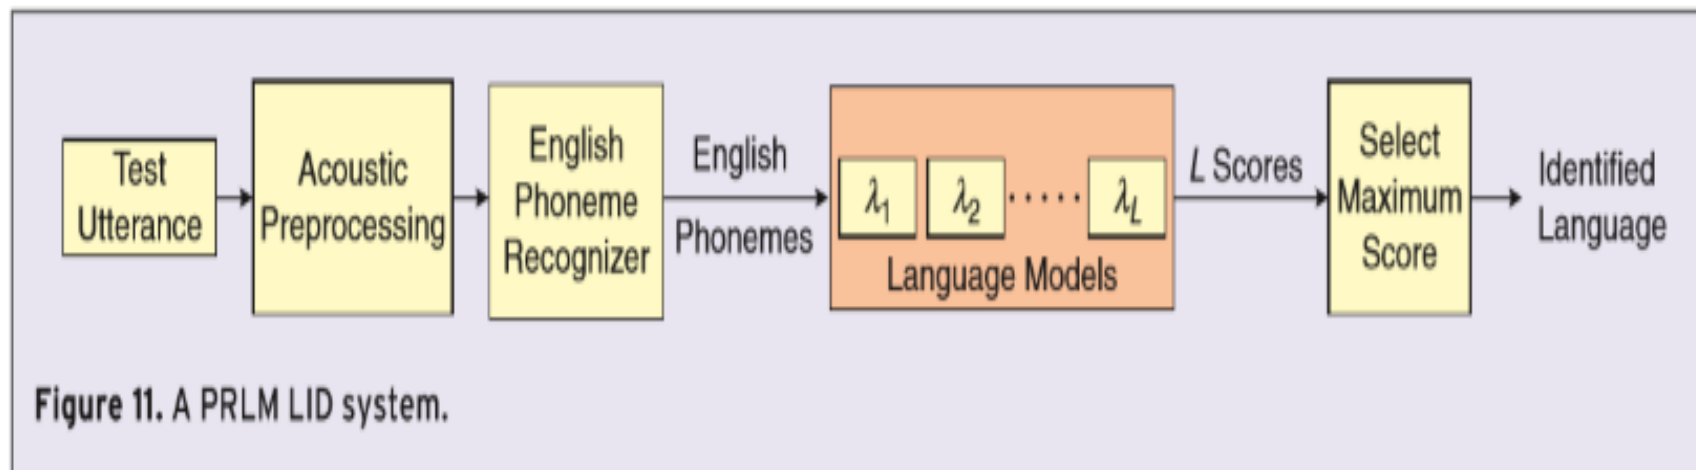 Test
Utterance
Acoustic
Preprocessing
English
Phoneme
Recognizer
English
Phonemes
λ1
λ2
·····
λL
Language Models
L Scores
Select
Maximum
Score
Identified
Language
Figure 11. A PRLM LID system.